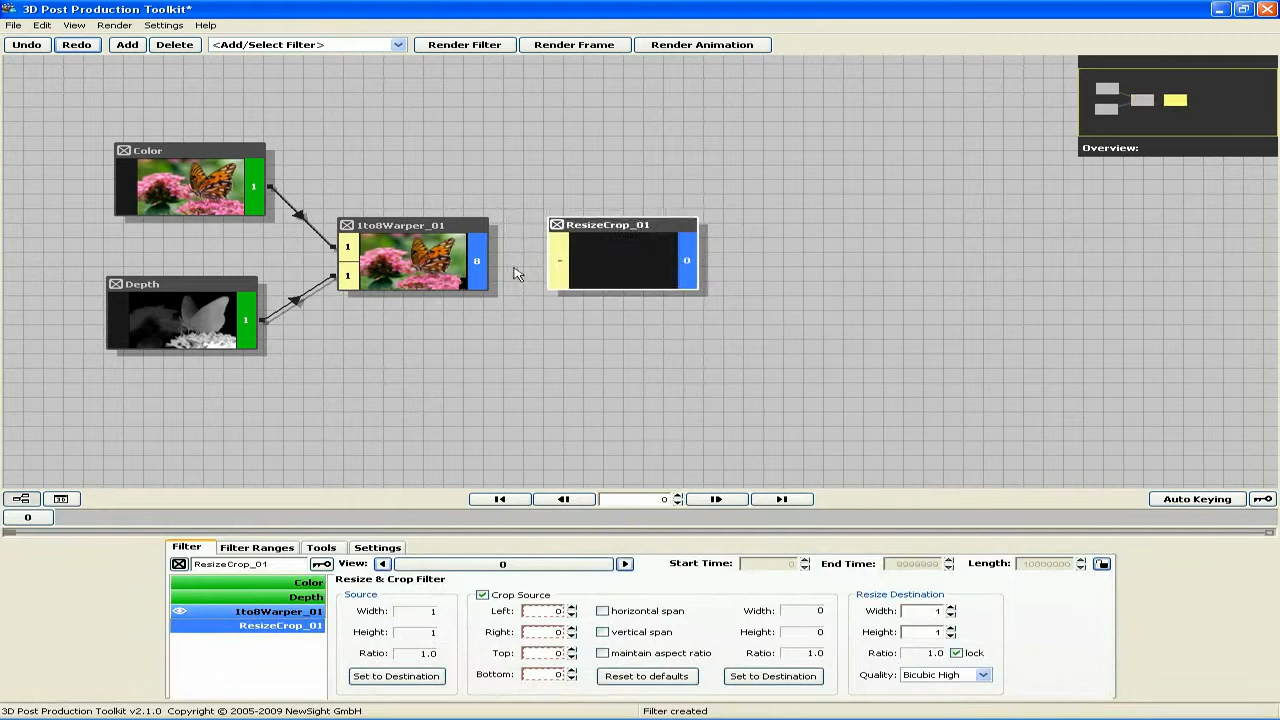 3D Post Production Toolkit*
File Edit View Render Settings Help
Undo Redo Add Delete <Add/Select Filter> Render Filter Render Frame Render Animation
Overview:
Color
1
1to8Warper_01
1
1
8
ResizeCrop_01
-
0
Depth
1
0 Auto Keying
0
Filter Filter Ranges Tools Settings
ResizeCrop_01 View: 0 Start Time: 0 End Time: 9999999 Length: 10000000
Color
Depth
1to8Warper_01
ResizeCrop_01
Resize & Crop Filter
Source
Width: 1
Height: 1
Ratio: 1.0
Set to Destination
Crop Source
Left: 0 horizontal span Width: 0
Right: 0 vertical span Height: 0
Top: 0 maintain aspect ratio Ratio: 1.0
Bottom: 0 Reset to defaults Set to Destination
Resize Destination
Width: 1
Height: 1
Ratio: 1.0 lock
Quality: Bicubic High
3D Post Production Toolkit v2.1.0 Copyright © 2005-2009 NewSight GmbH Filter created